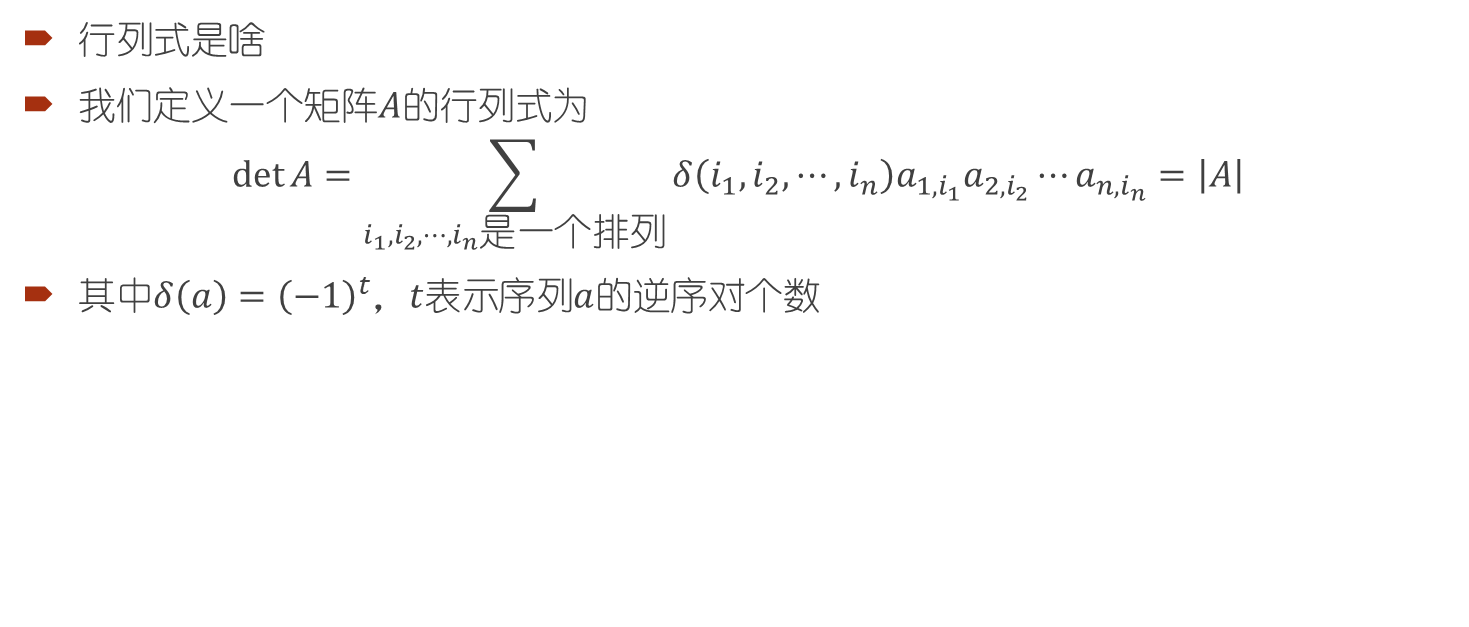 行列式是啥
我们定义一个矩阵A的行列式为
det A = ∑ δ(i₁, i₂, ⋯, iₙ)a₁,ᵢ₁a₂,ᵢ₂ ⋯ aₙ,ᵢₙ = |A|
i₁,i₂,⋯,iₙ是一个排列
其中δ(a) = (−1)ᵗ，t表示序列a的逆序对个数